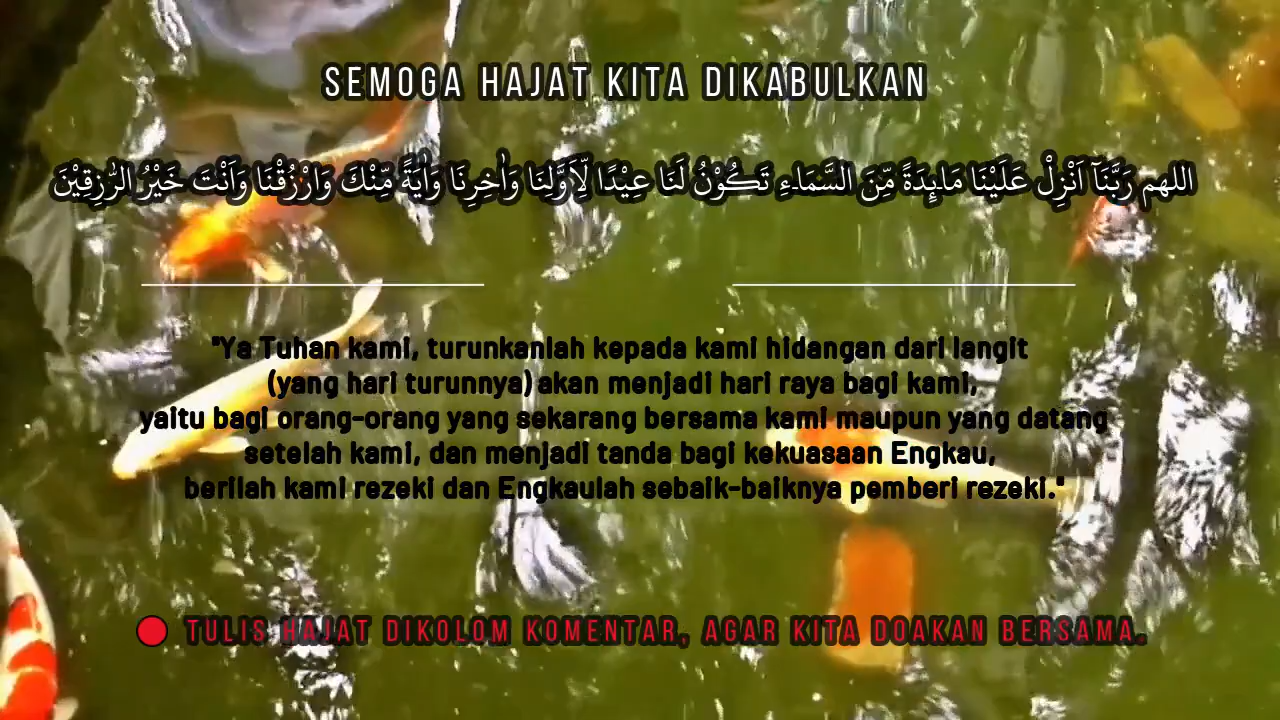 SEMOGA HAJAT KITA DIKABULKAN
اللهم رَبَّنَآ اَنْزِلْ عَلَيْنَا مَاۤىِٕدَةً مِّنَ السَّمَاۤءِ تَكُوْنُ لَنَا عِيْدًا لِّاَوَّلِنَا وَاٰخِرِنَا وَاٰيَةً مِّنْكَ وَارْزُقْنَا وَاَنْتَ خَيْرُ الرّٰزِقِيْنَ
"Ya Tuhan kami, turunkanlah kepada kami hidangan dari langit
(yang hari turunnya) akan menjadi hari raya bagi kami,
yaitu bagi orang-orang yang sekarang bersama kami maupun yang datang
setelah kami, dan menjadi tanda bagi kekuasaan Engkau,
berilah kami rezeki dan Engkaulah sebaik-baiknya pemberi rezeki."
TULIS HAJAT DIKOLOM KOMENTAR, AGAR KITA DOAKAN BERSAMA.